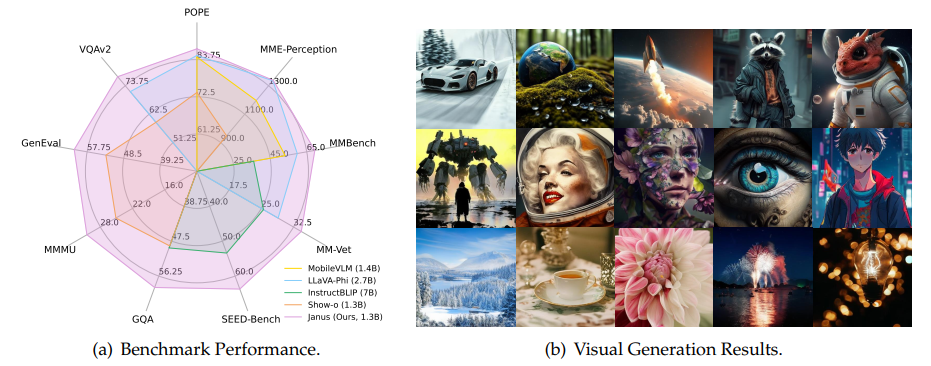 POPE
VQAv2
MME-Perception
83.75
73.75
1300.0
72.5
62.5
1100.0
61.25
51.25
900.0
GenEval
57.75
48.5
39.25
25.0
45.0
65.0
MMBench
16.0
17.5
22.0
38.75
40.0
25.0
28.0
32.5
MMMU
MM-Vet
47.5
50.0
56.25
60.0
GQA
SEED-Bench
MobileVLM (1.4B)
LLaVA-Phi (2.7B)
InstructBLIP (7B)
Show-o (1.3B)
Janus (Ours, 1.3B)
(a) Benchmark Performance.
(b) Visual Generation Results.